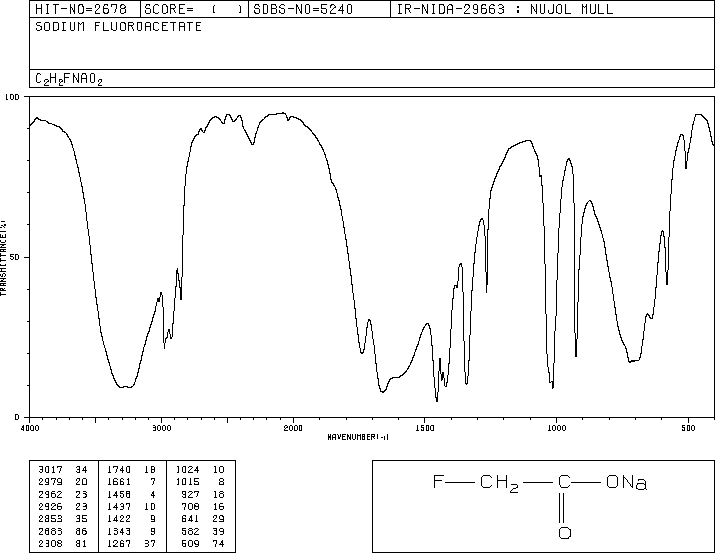 HIT-NO=2678 SCORE= ( ) SDBS-NO=5240 IR-NIDA-29663 : NUJOL MULL
SODIUM FLUOROACETATE
C2H2FNAO2
100
50
0
TRANSMITTANCE(%)
4000 3000 2000 1500 1000 500
WAVENUMBER(-1)
3017 34 1740 18 1024 10
2979 20 1661 7 1015 8
2962 23 1458 4 927 18
2926 23 1437 10 708 16
2853 35 1422 9 641 29
86 1343 9 582 39
2308 81 1267 37 509 74
F CH2 C ONa
O